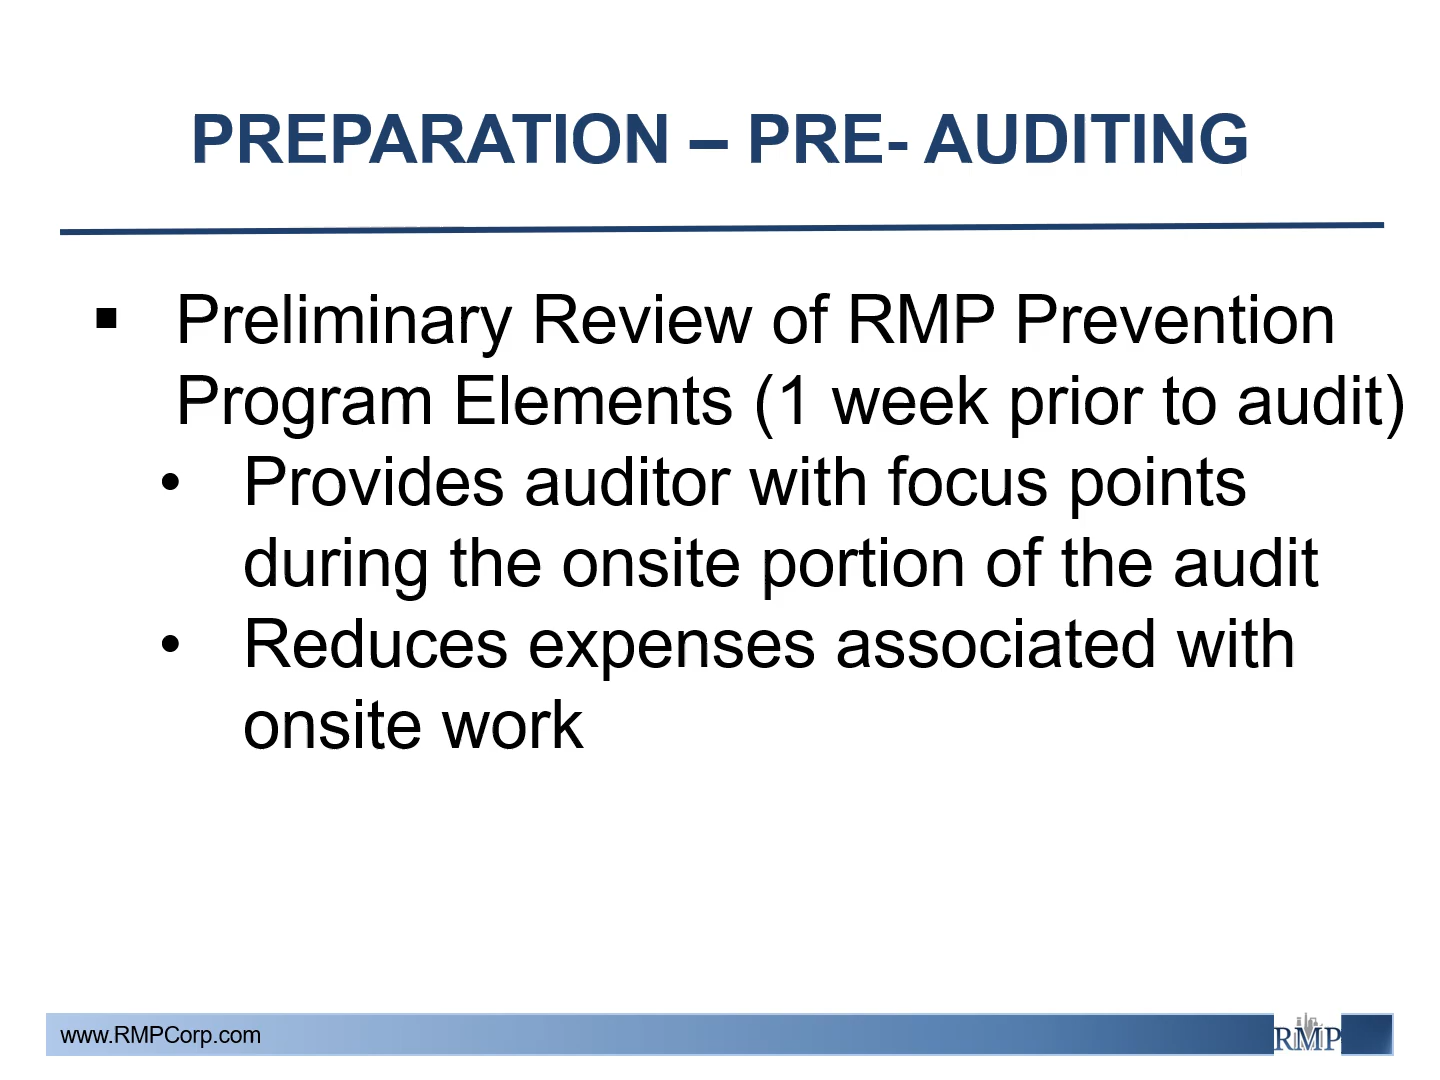 PREPARATION – PRE- AUDITING
▪ Preliminary Review of RMP Prevention
Program Elements (1 week prior to audit)
• Provides auditor with focus points
during the onsite portion of the audit
• Reduces expenses associated with
onsite work
www.RMPCorp.com
RMP